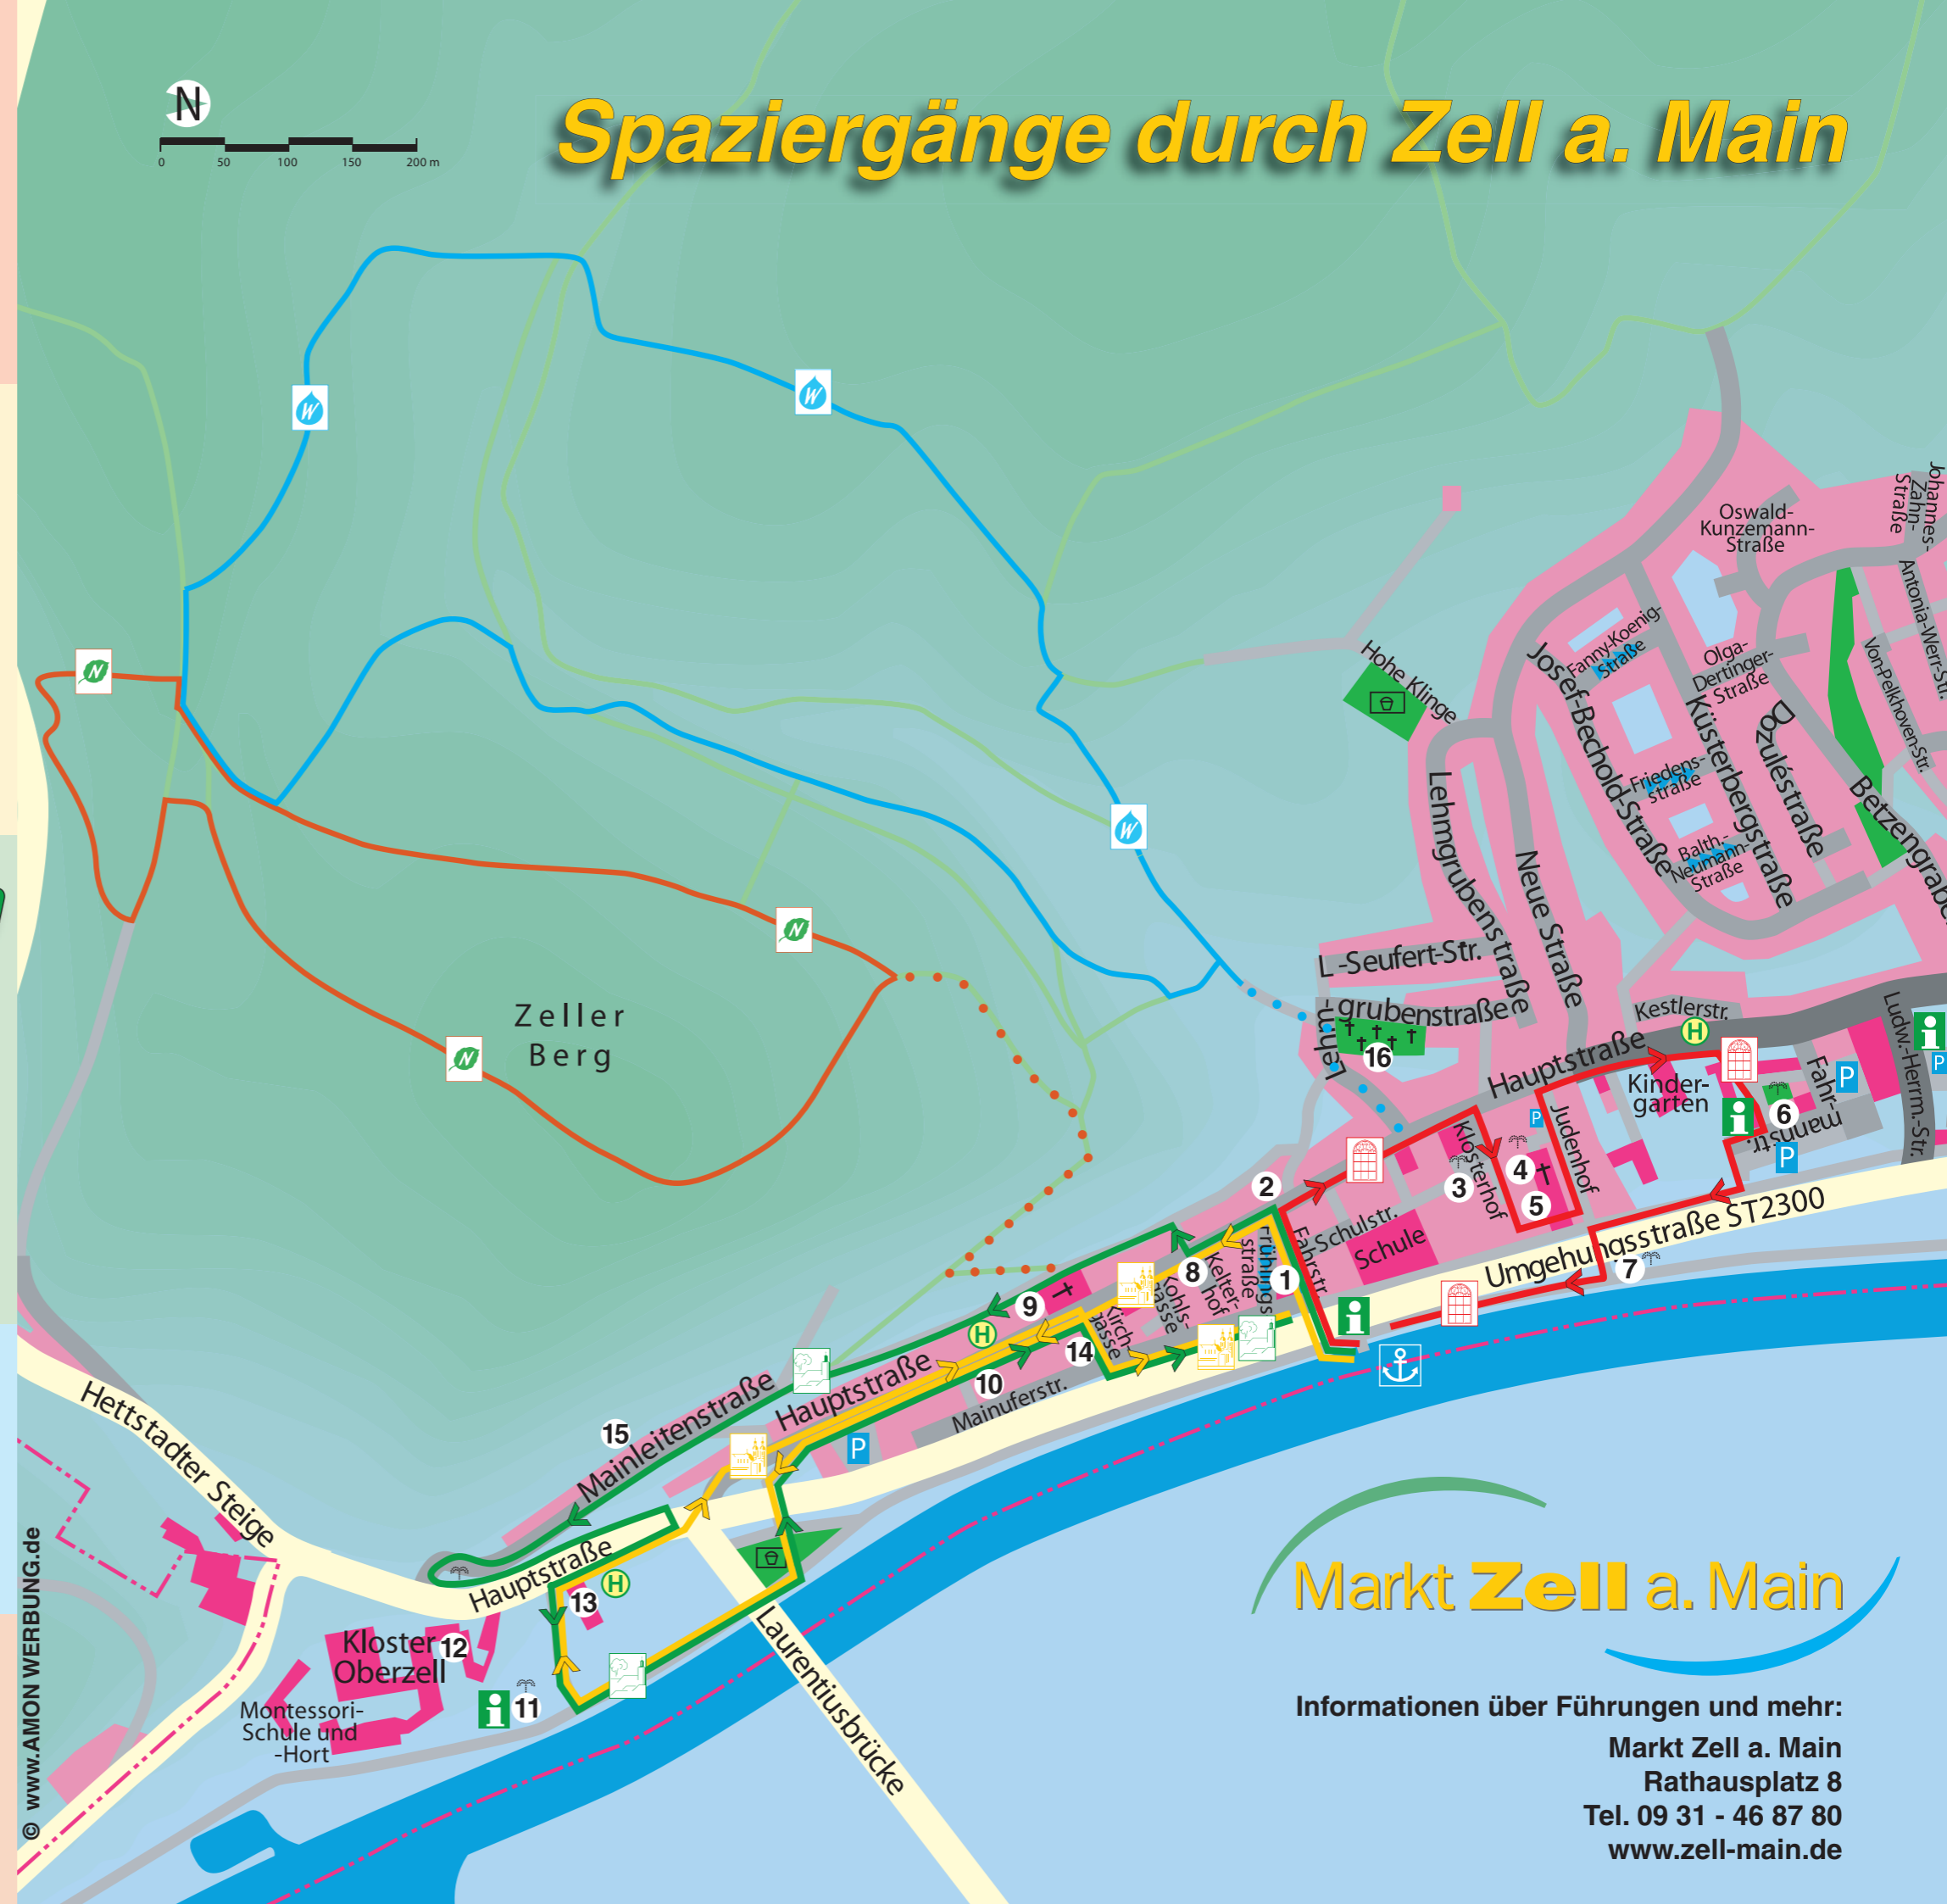 N
0 50 100 150 200 m
Spaziergänge durch Zell a. Main
W
W
W
N
N
N
Zeller
Berg
Oswald-
Kunzemann-
Straße
Johannes-
Zahn-
Straße
Antonia-Werr-Str.
Von-Pelkhoven-Str.
Fanny-Koenig-
Straße
Olga-
Dertinger-
Straße
Hohe Klinge
Josef-Bechold-Straße
Küsterbergstraße
Dazuléstraße
Friedens-
straße
Balth.-
Neumann-
Straße
Betzengrabe
Lehmgrubenstraße
Neue Straße
L -Seufert-Str.
Lehm-
grubenstraße
16
Kestlerstr.
H
Hauptstraße
Ludw.-Herrm.-Str.
i
P
Kinder-
garten
Fahr-
mannstr.
P
i
6
P
P
Judenhof
Klosterhof
4
3
5
2
Schulstr.
Schule
Fahrstr.
Umgehungsstraße ST2300
7
Frühlings
straße
1
8
Kelter-
hof
Kohls-
gasse
Kirch-
gasse
i
9
H
14
10
Hauptstraße
Mainuferstr.
P
15
Mainleitenstraße
Hettstadter Steige
Hauptstraße
H
13
Kloster
Oberzell
12
i
11
Montessori-
Schule und
-Hort
Laurentiusbrücke
© www.AMON WERBUNG.de
Markt Zell a. Main
Informationen über Führungen und mehr:
Markt Zell a. Main
Rathausplatz 8
Tel. 09 31 - 46 87 80
www.zell-main.de